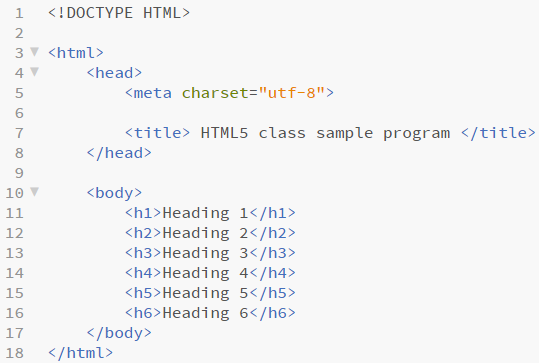 1 <!DOCTYPE HTML>
2
3 <html>
4     <head>
5         <meta charset="utf-8">
6
7         <title> HTML5 class sample program </title>
8     </head>
9
10     <body>
11         <h1>Heading 1</h1>
12         <h2>Heading 2</h2>
13         <h3>Heading 3</h3>
14         <h4>Heading 4</h4>
15         <h5>Heading 5</h5>
16         <h6>Heading 6</h6>
17     </body>
18 </html>